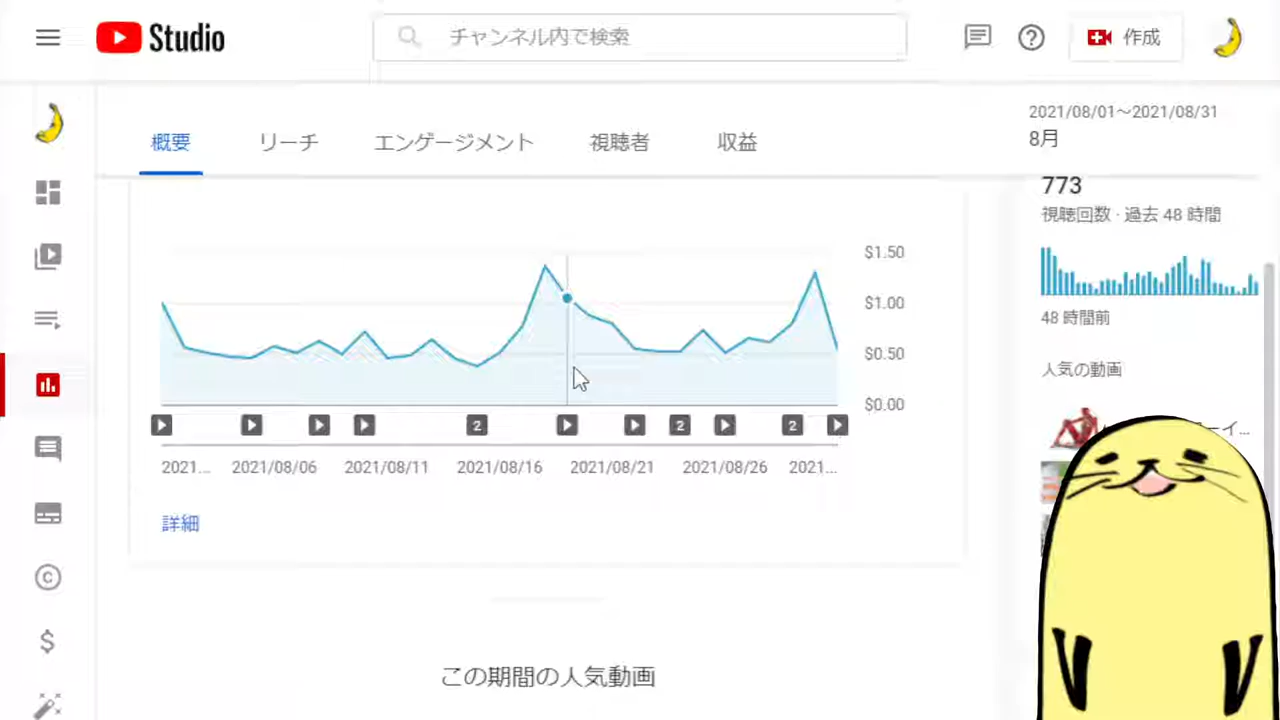 Studio
チャンネル内で検索
作成
概要
リーチ
エンゲージメント
視聴者
収益
2021/08/01～2021/08/31
8月
773
視聴回数 · 過去 48 時間
48 時間前
人気の動画
$1.50
$1.00
$0.50
$0.00
2
2
2
2021...
2021/08/06
2021/08/11
2021/08/16
2021/08/21
2021/08/26
2021...
詳細
この期間の人気動画